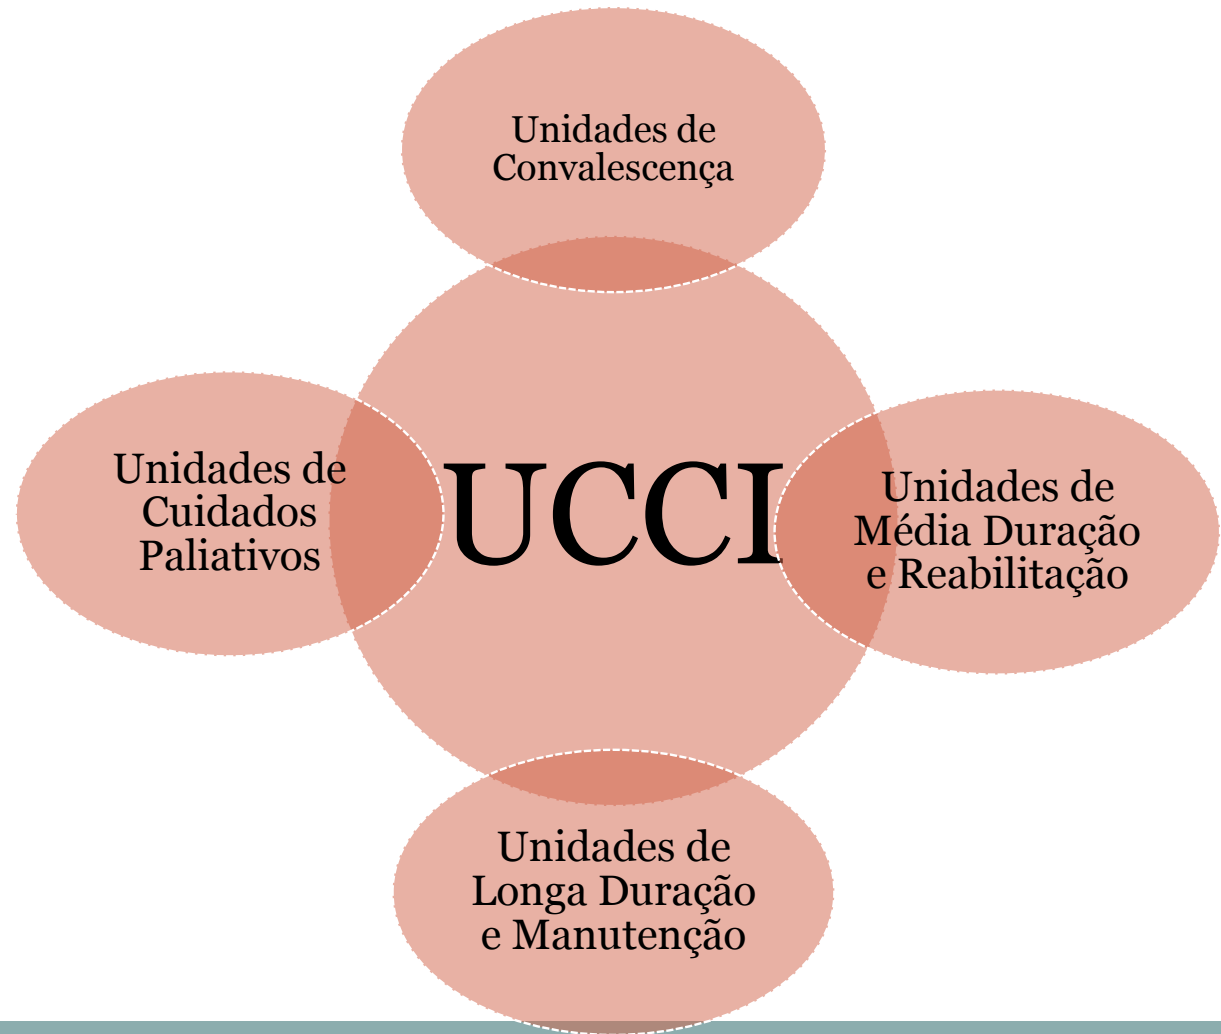 Unidades de
Convalescença
Unidades de
Cuidados
Paliativos
UCCI
Unidades de
Média Duração
e Reabilitação
Unidades de
Longa Duração
e Manutenção